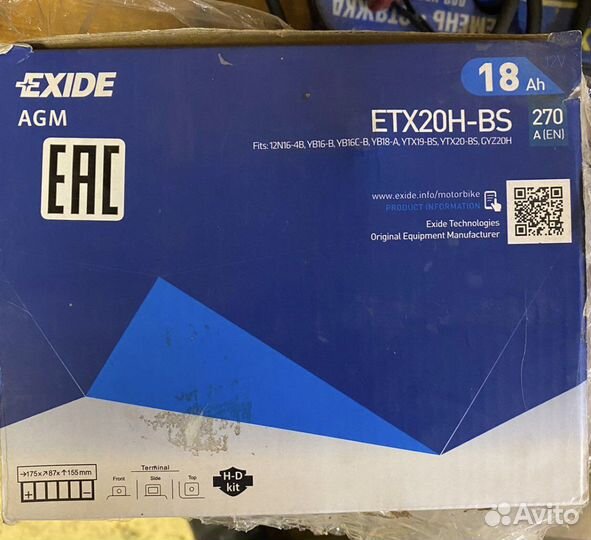 EXIDE
AGM
EAC
12V
18 Ah
ETX20H-BS
270
A (EN)
Fits: 12N16-4B, YB16-B, YB16C-B, YB18-A, YTX19-BS, YTX20-BS, GYZ20H
www.exide.info/motorbike
PRODUCT INFORMATION
Exide Technologies
Original Equipment Manufacturer
→175×↗87×↑155mm
+ -
Terminal
Front Side Top
H-D
kit
Avito